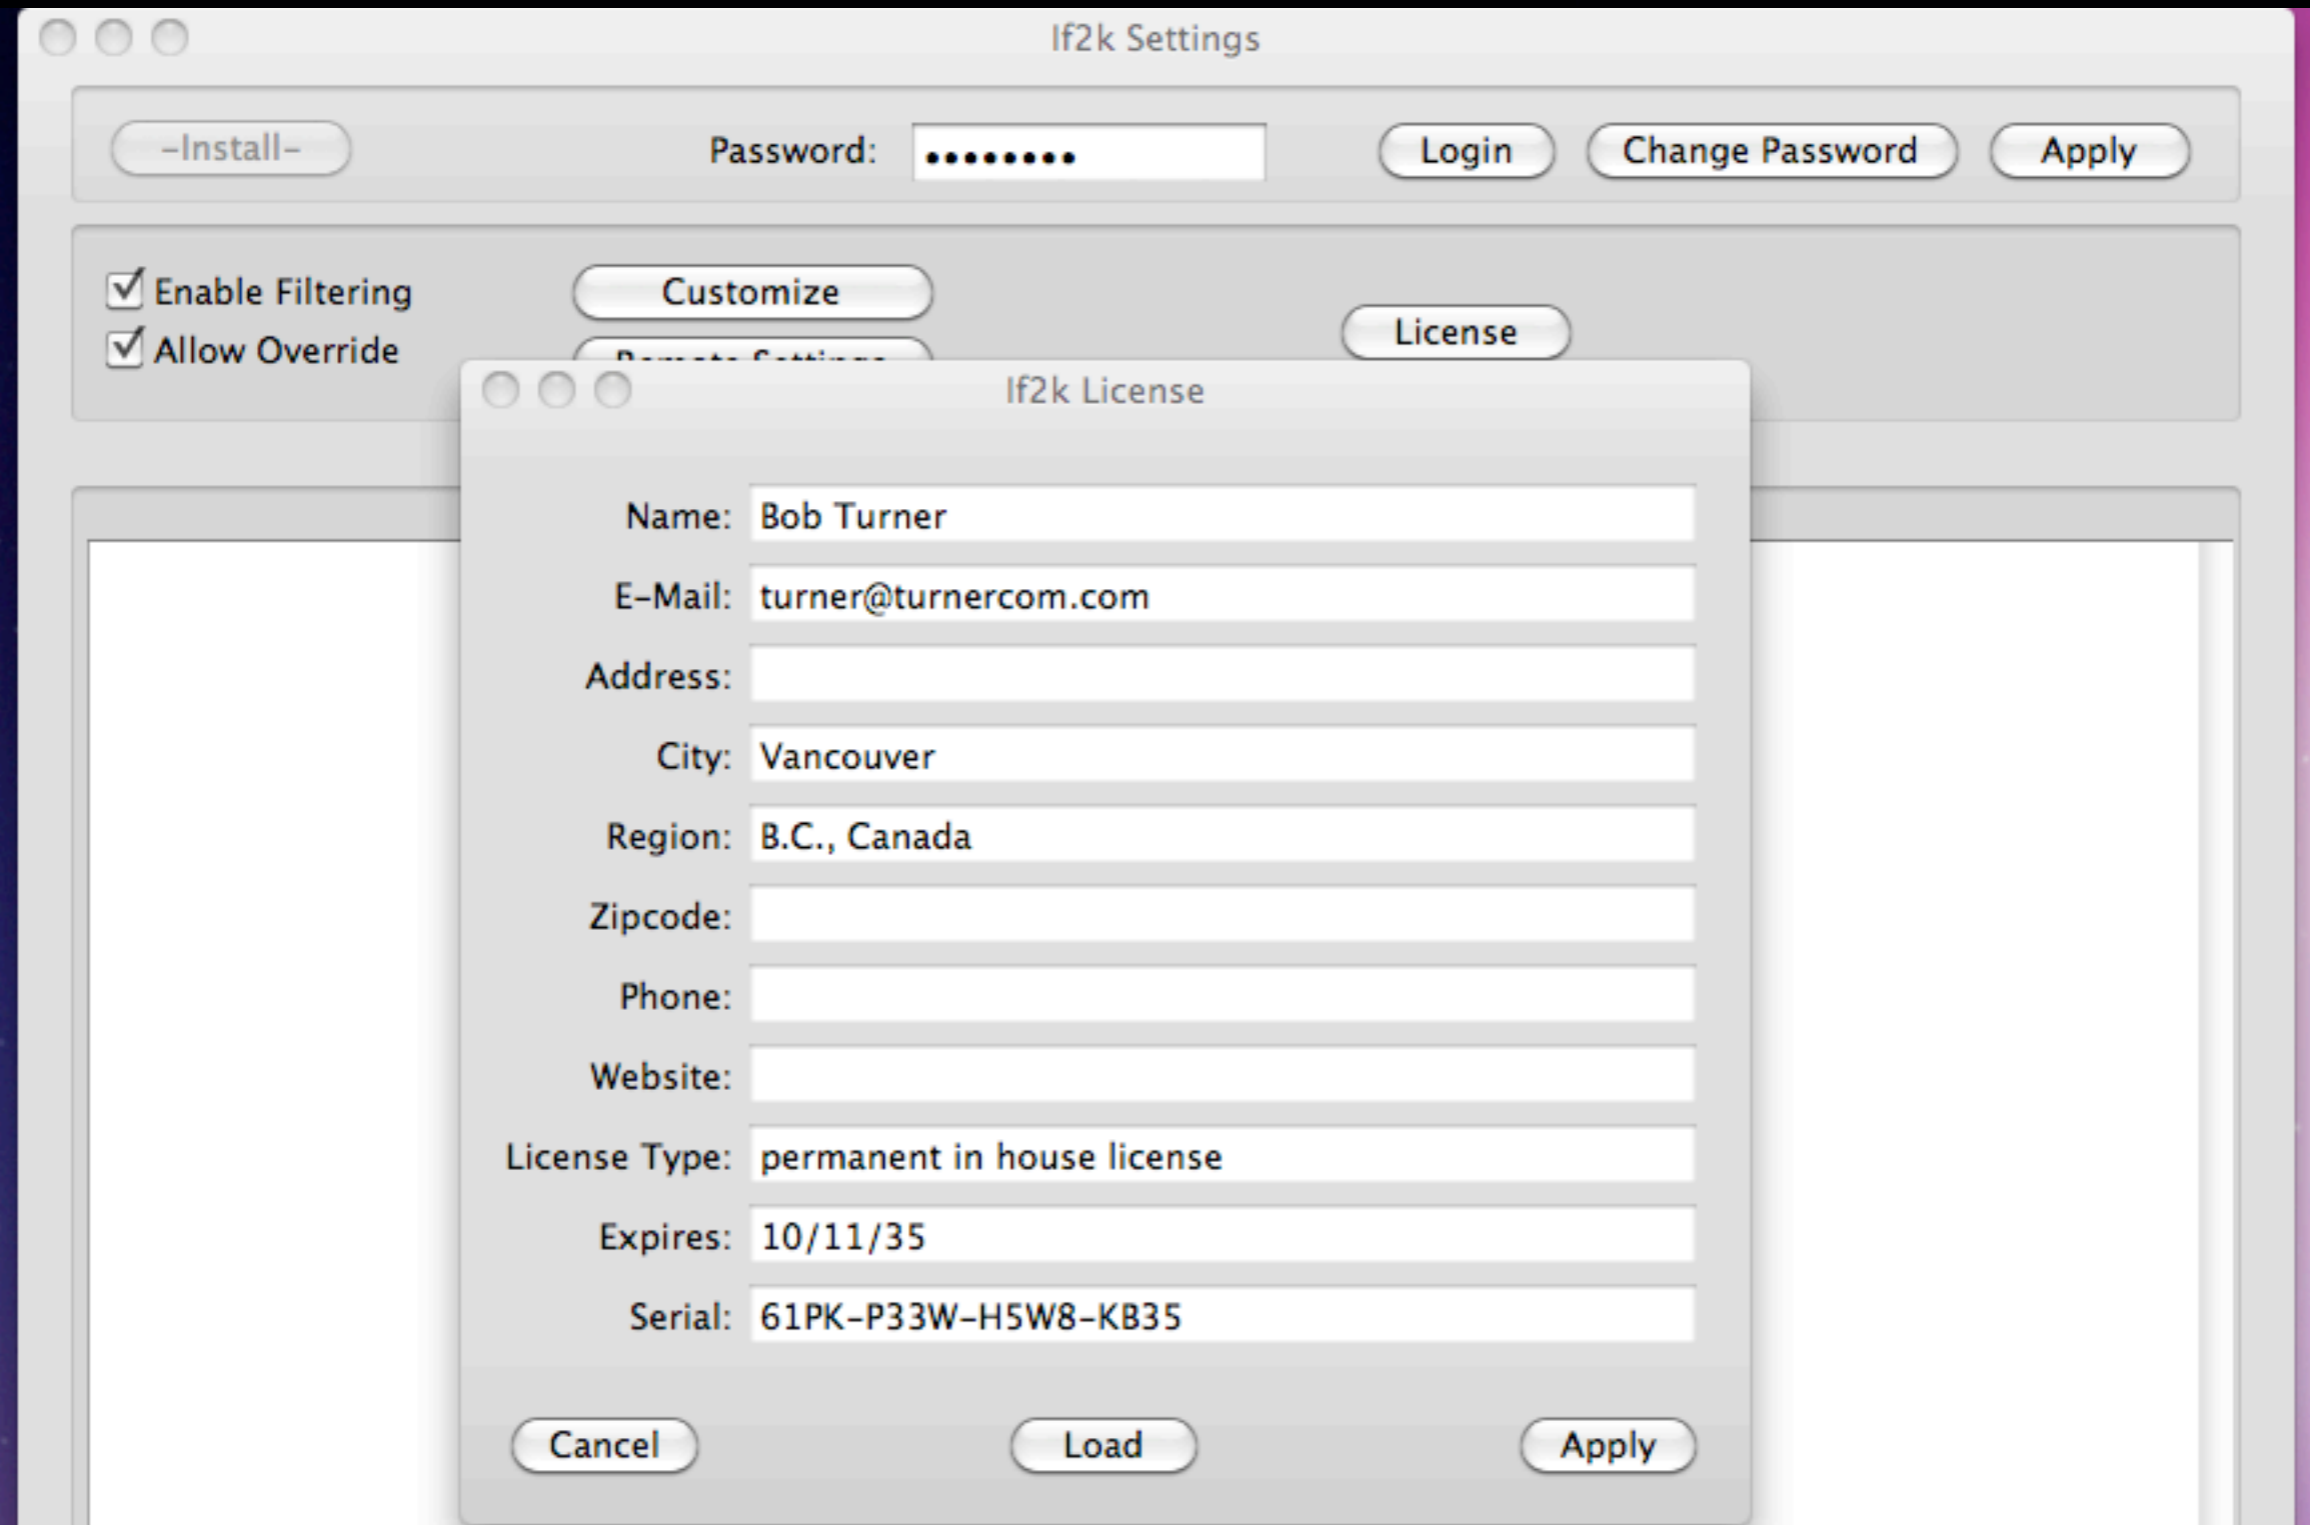 If2k Settings
-Install-
Password: ••••••••
Login
Change Password
Apply
Enable Filtering
Customize
License
Allow Override
Remote Settings
If2k License
Name: Bob Turner
E-Mail: turner@turnercom.com
Address:
City: Vancouver
Region: B.C., Canada
Zipcode:
Phone:
Website:
License Type: permanent in house license
Expires: 10/11/35
Serial: 61PK-P33W-H5W8-KB35
Cancel
Load
Apply